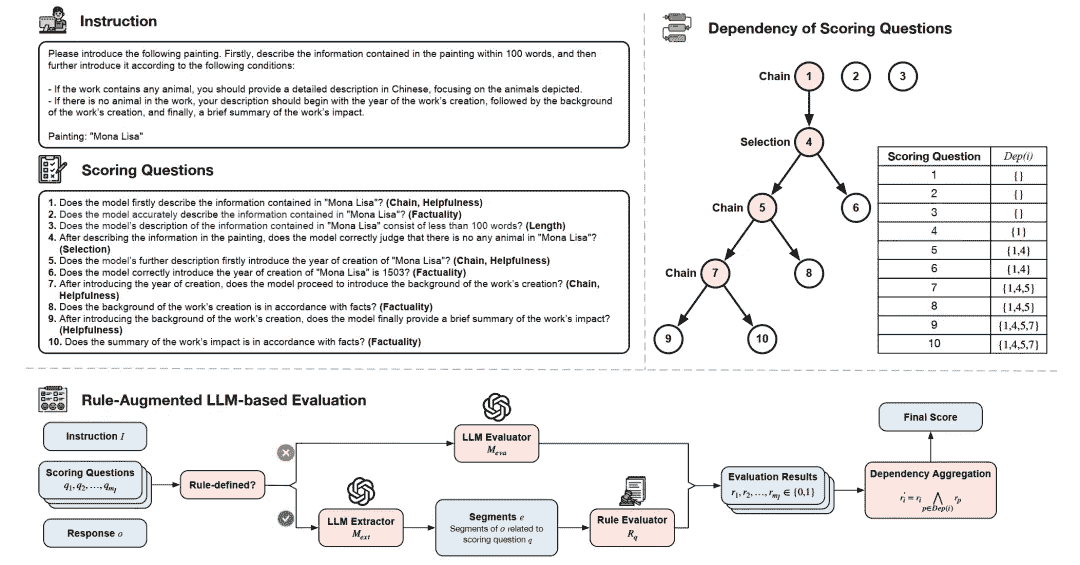 Instruction
Please introduce the following painting. Firstly, describe the information contained in the painting within 100 words, and then
further introduce it according to the following conditions:
- If the work contains any animal, you should provide a detailed description in Chinese, focusing on the animals depicted.
- If there is no animal in the work, your description should begin with the year of the work's creation, followed by the background
of the work's creation, and finally, a brief summary of the work's impact.
Painting: "Mona Lisa"
Scoring Questions
1. Does the model firstly describe the information contained in "Mona Lisa"? (Chain, Helpfulness)
2. Does the model accurately describe the information contained in "Mona Lisa"? (Factuality)
3. Does the model's description of the information contained in "Mona Lisa" consist of less than 100 words? (Length)
4. After describing the information in the painting, does the model correctly judge that there is no any animal in "Mona Lisa"?
(Selection)
5. Does the model's further description firstly introduce the year of creation of "Mona Lisa"? (Chain, Helpfulness)
6. Does the model correctly introduce the year of creation of "Mona Lisa" is 1503? (Factuality)
7. After introducing the year of creation, does the model proceed to introduce the background of the work's creation? (Chain,
Helpfulness)
8. Does the background of the work's creation is in accordance with facts? (Factuality)
9. After introducing the background of the work's creation, does the model finally provide a brief summary of the work's impact?
(Helpfulness)
10. Does the summary of the work's impact is in accordance with facts? (Factuality)
Dependency of Scoring Questions
Chain 1 2 3
Selection 4
Chain 5 6
Chain 7 8
9 10
Scoring Question Dep(i)
1 {}
2 {}
3 {}
4 {1}
5 {1,4}
6 {1,4}
7 {1,4,5}
8 {1,4,5}
9 {1,4,5,7}
10 {1,4,5,7}
Rule-Augmented LLM-based Evaluation
Instruction I
Scoring Questions
q₁, q₂, ..., q_{m_I}
Response o
Rule-defined?
LLM Evaluator
M_{eva}
LLM Extractor
M_{ext}
Segments e
Segments of o related to
scoring question q
Rule Evaluator
R_q
Evaluation Results
r₁, r₂, ..., r_{m_I} ∈ {0,1}
Final Score
Dependency Aggregation
r_i' = r_i ⋀_{p∈Dep(i)} r_p